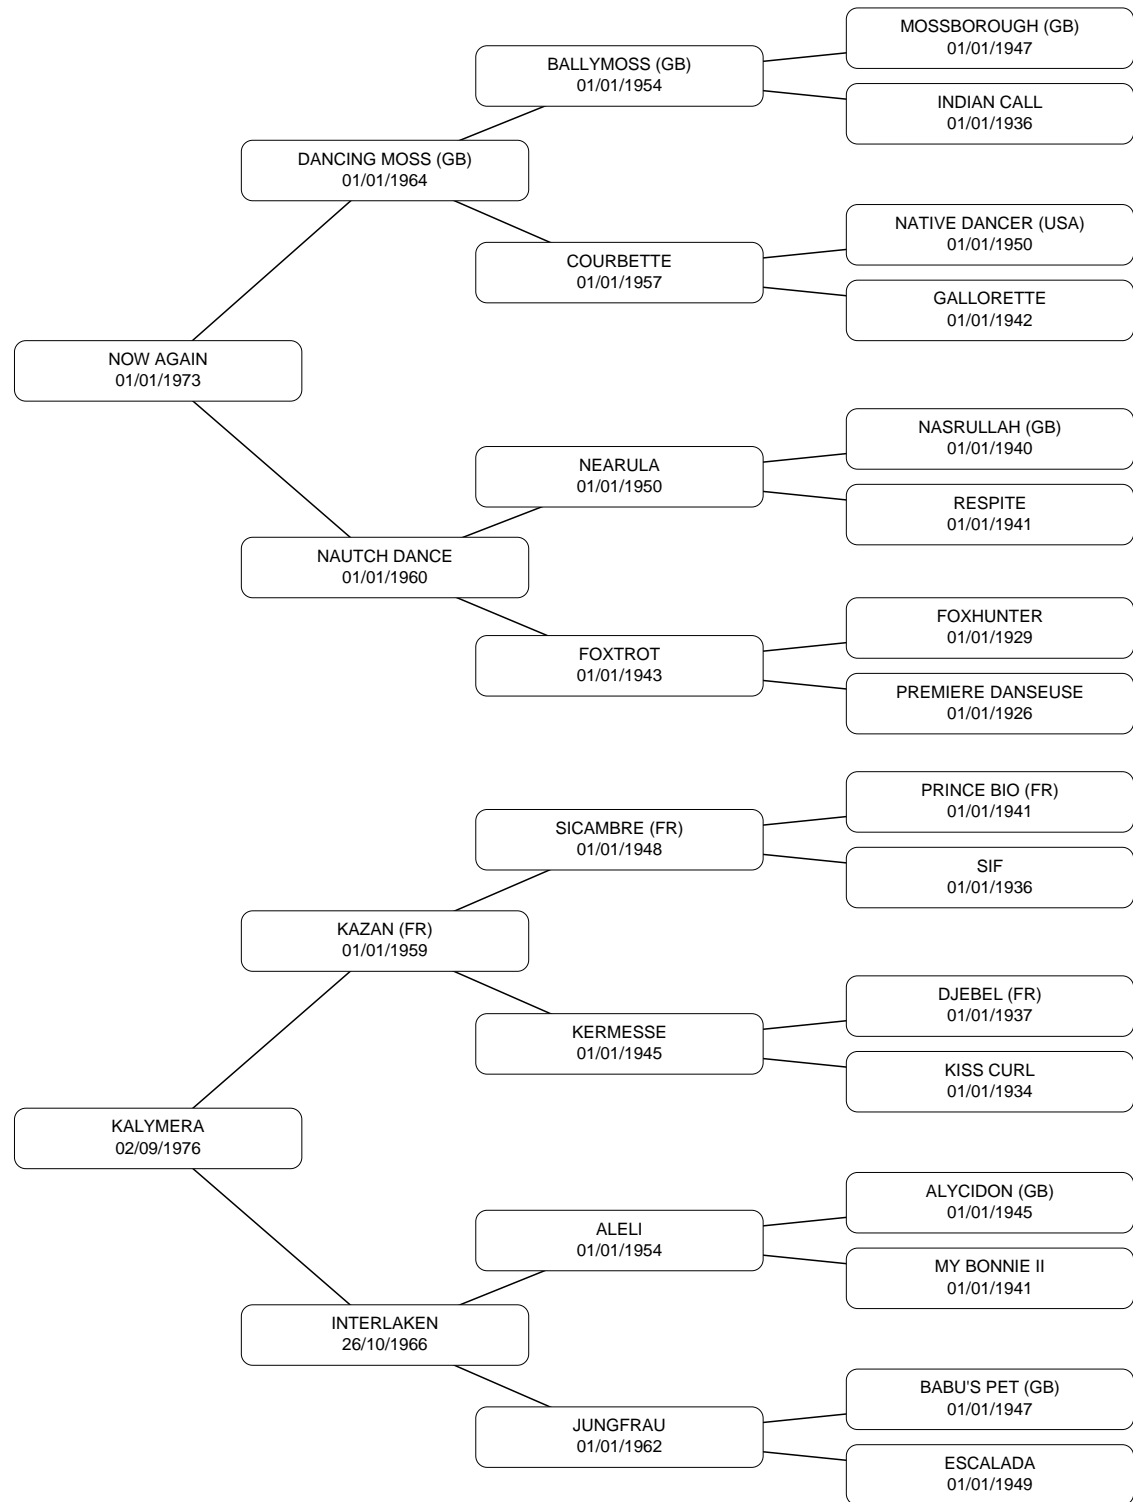 MOSSBOROUGH (GB)
01/01/1947
BALLYMOSS (GB)
01/01/1954
INDIAN CALL
01/01/1936
DANCING MOSS (GB)
01/01/1964
NATIVE DANCER (USA)
01/01/1950
COURBETTE
01/01/1957
GALLORETTE
01/01/1942
NOW AGAIN
01/01/1973
NASRULLAH (GB)
01/01/1940
NEARULA
01/01/1950
RESPITE
01/01/1941
NAUTCH DANCE
01/01/1960
FOXHUNTER
01/01/1929
FOXTROT
01/01/1943
PREMIERE DANSEUSE
01/01/1926
PRINCE BIO (FR)
01/01/1941
SICAMBRE (FR)
01/01/1948
SIF
01/01/1936
KAZAN (FR)
01/01/1959
DJEBEL (FR)
01/01/1937
KERMESSE
01/01/1945
KISS CURL
01/01/1934
KALYMERA
02/09/1976
ALYCIDON (GB)
01/01/1945
ALELI
01/01/1954
MY BONNIE II
01/01/1941
INTERLAKEN
26/10/1966
BABU'S PET (GB)
01/01/1947
JUNGFRAU
01/01/1962
ESCALADA
01/01/1949